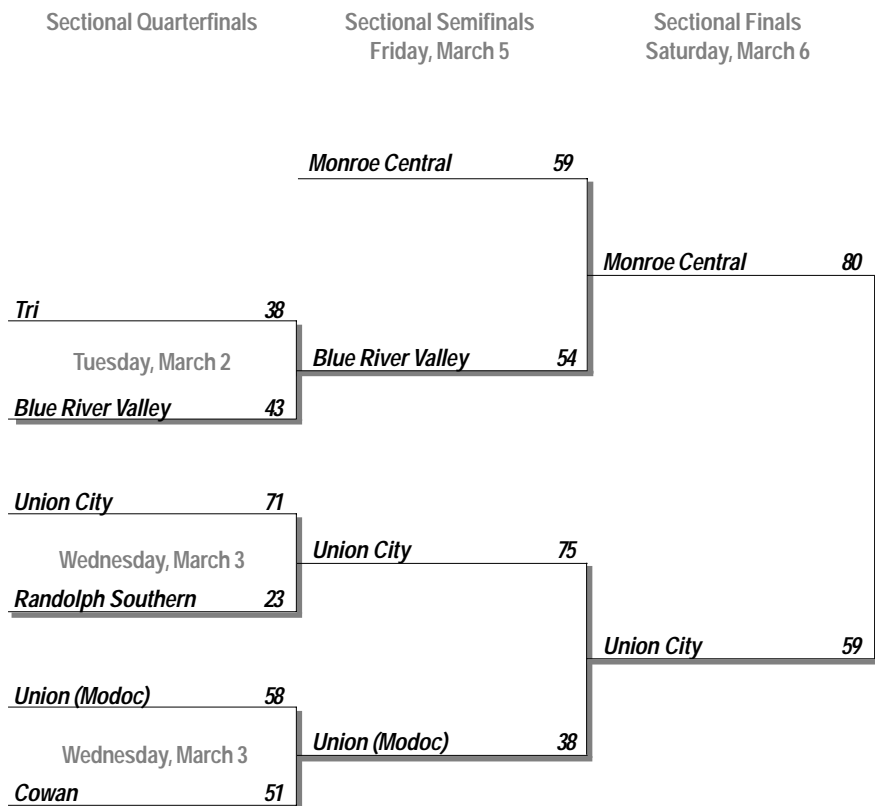 Sectional Quarterfinals
Sectional Semifinals
Friday, March 5
Sectional Finals
Saturday, March 6
Monroe Central 59
Monroe Central 80
Tri 38
Tuesday, March 2
Blue River Valley 54
Blue River Valley 43
Union City 71
Wednesday, March 3
Union City 75
Randolph Southern 23
Union City 59
Union (Modoc) 58
Wednesday, March 3
Union (Modoc) 38
Cowan 51